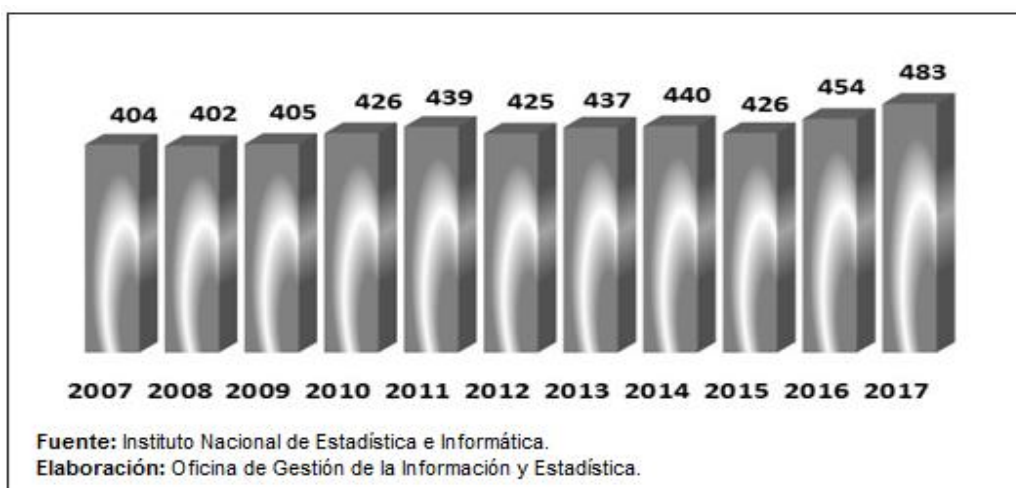 404 402 405 426 439 425 437 440 426 454 483
2007 2008 2009 2010 2011 2012 2013 2014 2015 2016 2017
Fuente: Instituto Nacional de Estadística e Informática.
Elaboración: Oficina de Gestión de la Información y Estadística.